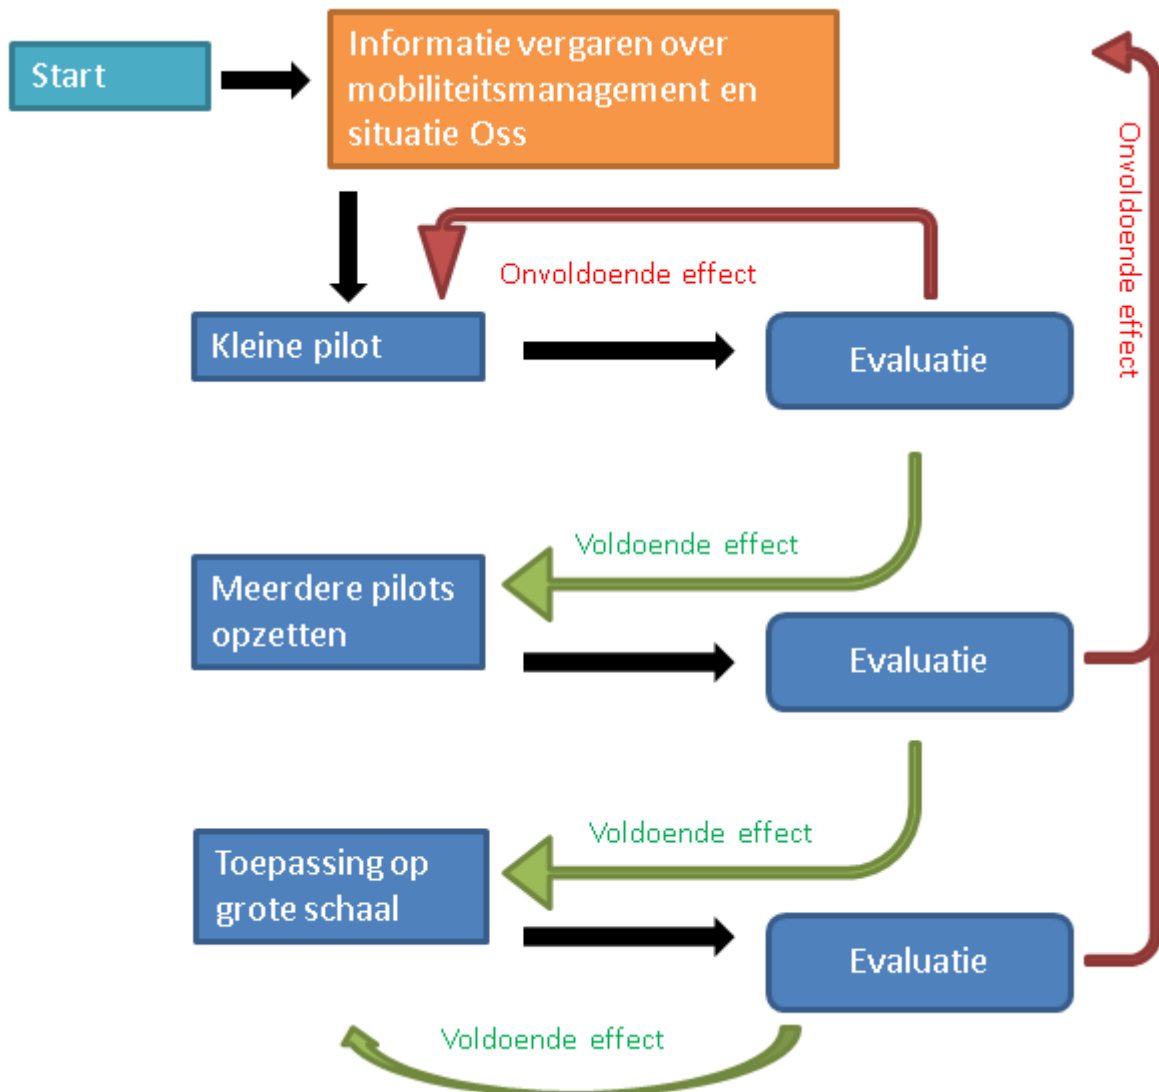 Start
Informatie vergaren over
mobiliteitsmanagement en
situatie Oss
Onvoldoende effect
Onvoldoende effect
Kleine pilot
Evaluatie
Voldoende effect
Meerdere pilots
opzetten
Evaluatie
Voldoende effect
Toepassing op
grote schaal
Evaluatie
Voldoende effect